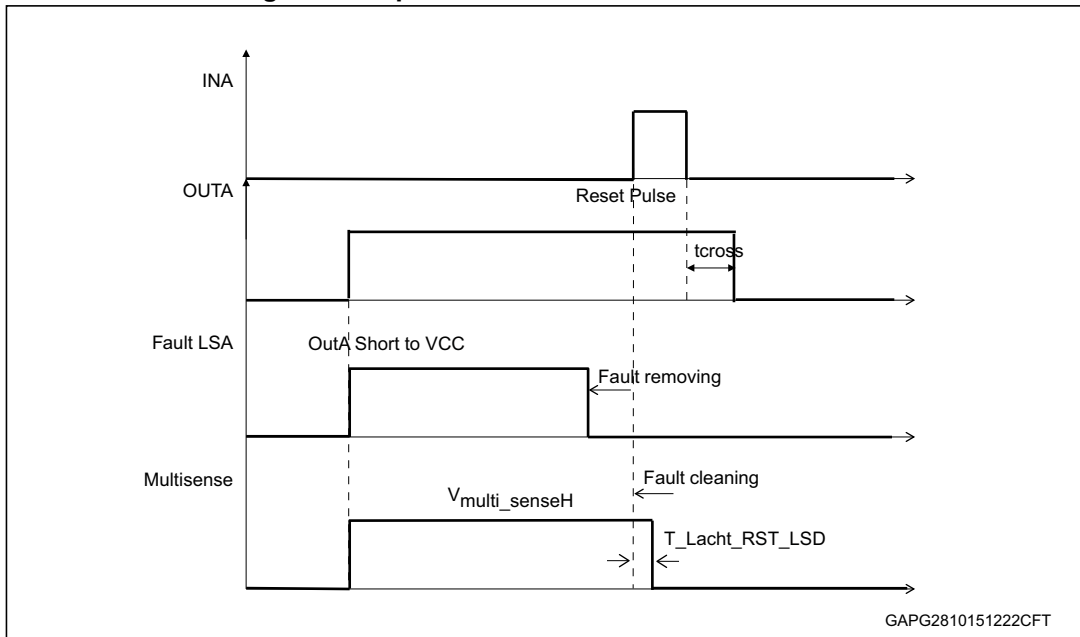 INA
OUTA
Reset Pulse
tcross
Fault LSA
OutA Short to VCC
Fault removing
Multisense
Fault cleaning
Vmulti_senseH
T_Lacht_RST_LSD
GAPG2810151222CFT